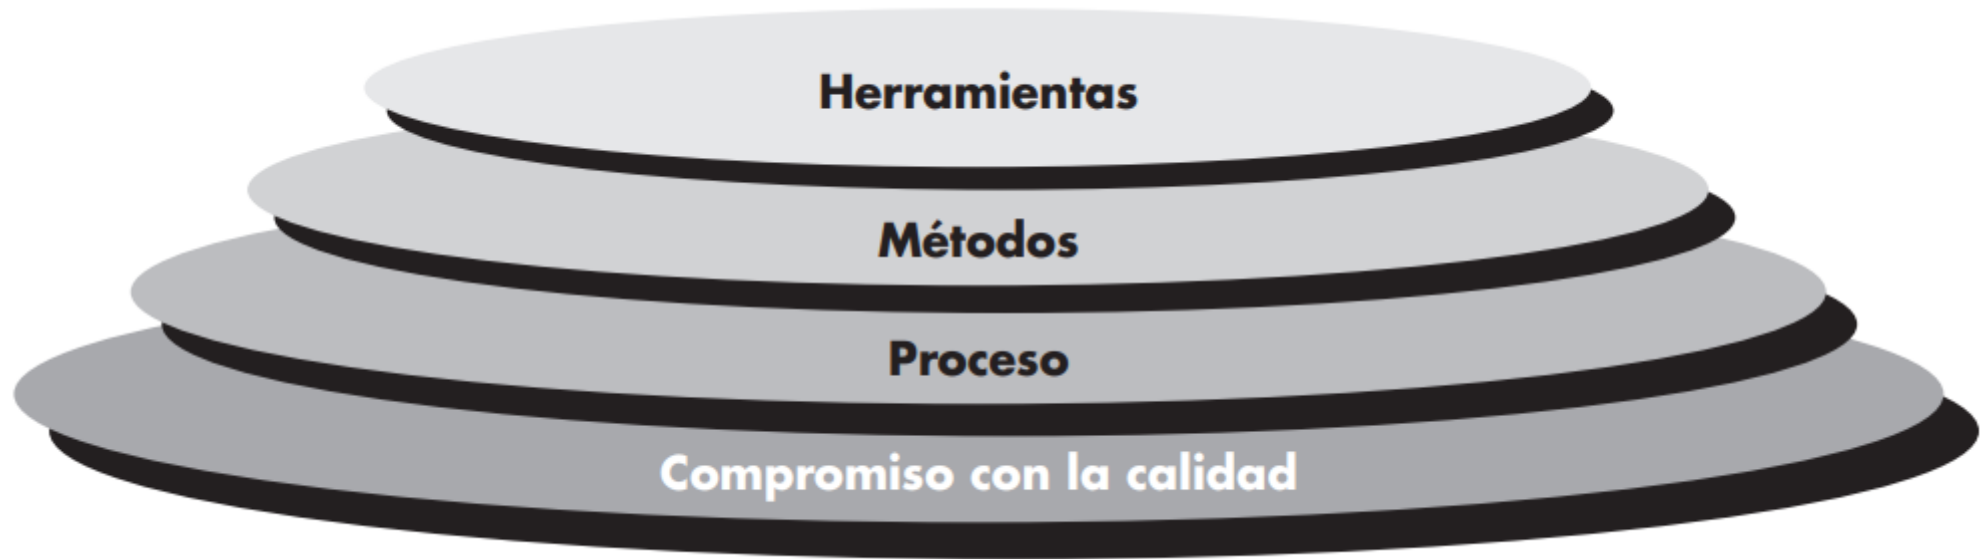 Herramientas
Métodos
Proceso
Compromiso con la calidad